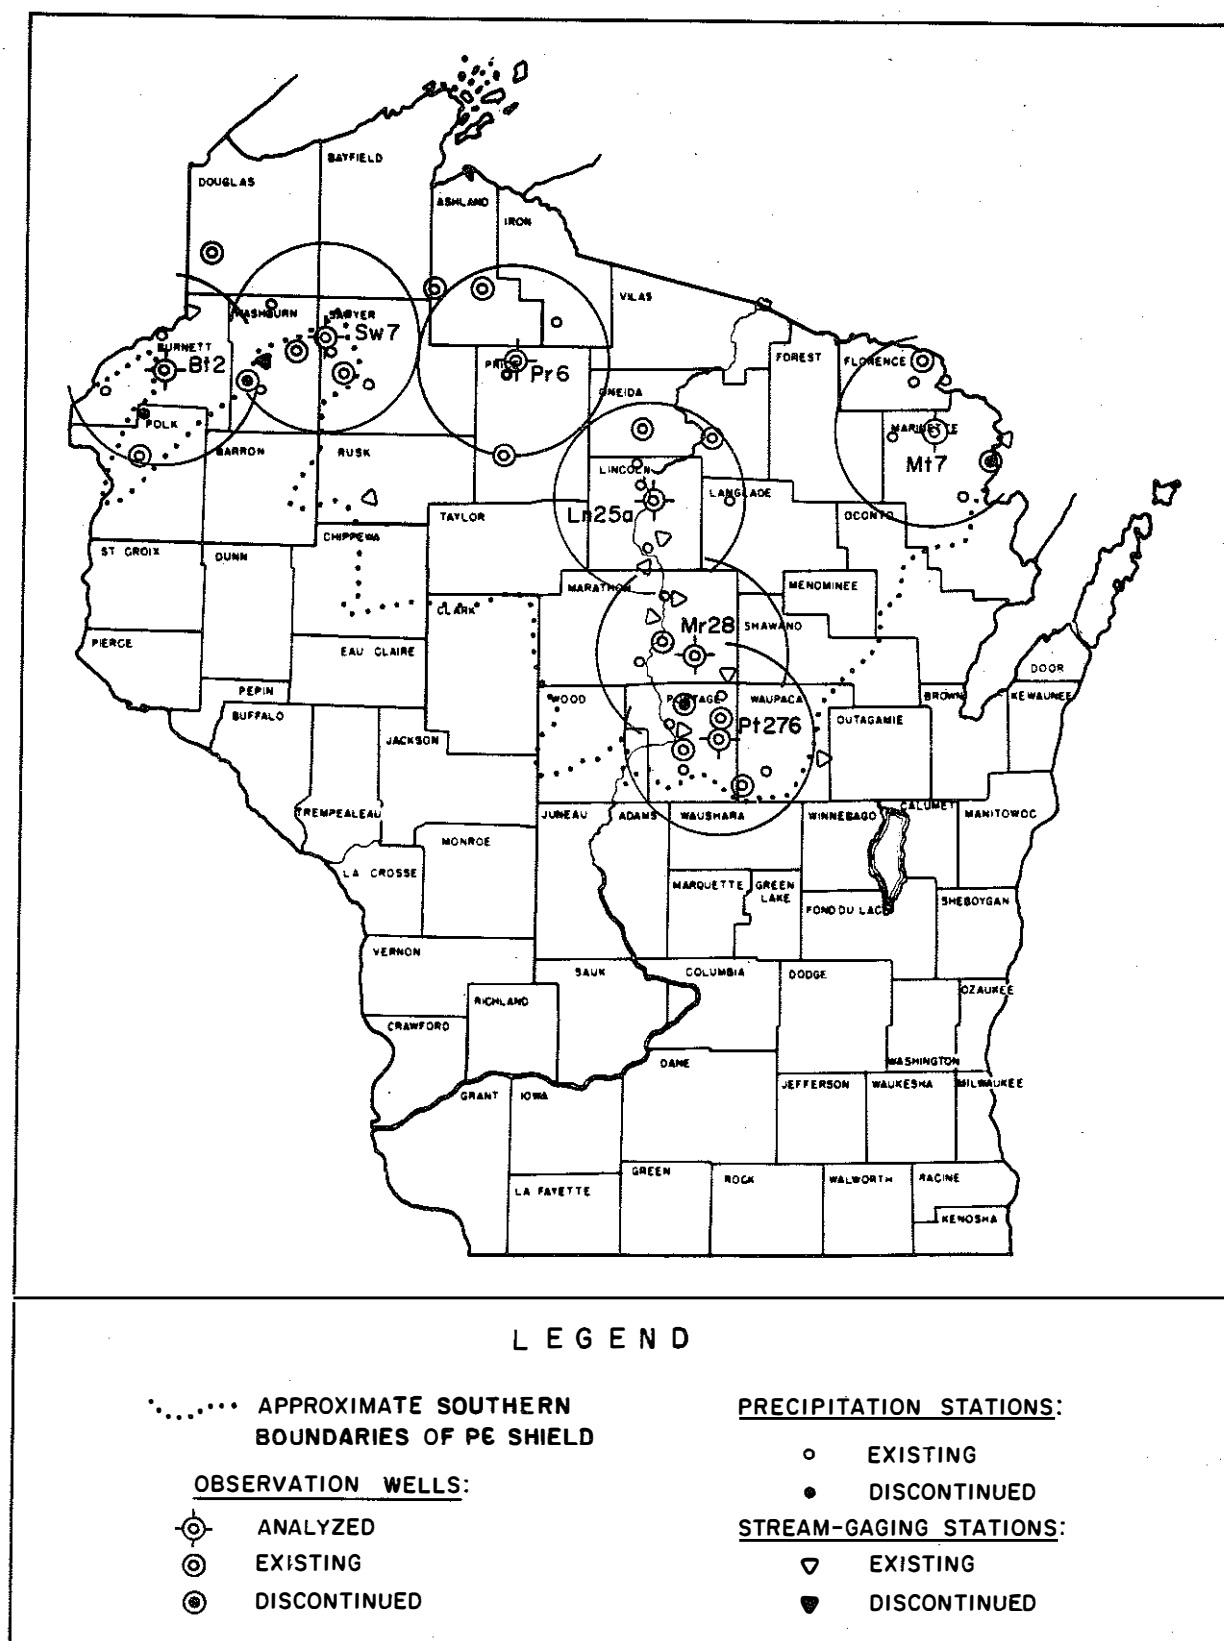 BAYFIELD
DOUGLAS
ASHLAND
IRON
VILAS
WASHBURN
SAWYER
Sw7
BURNETT
Bt2
PRICE
Pr6
FOREST
FLORENCE
ONEIDA
POLK
MARINETTE
Mt7
BARRON
RUSK
LINCOLN
LANGLADE
Ln25a
TAYLOR
OCONTO
CHIPPEWA
ST CROIX
DUNN
MARATHON
MENOMINEE
CLARK
Mr28
SHAWANO
PIERCE
EAU CLAIRE
DOOR
PEPIN
WOOD
PORTAGE
WAUPACA
BROWN
KEWAUNEE
BUFFALO
Pt276
OUTAGAMIE
JACKSON
TREMPEALEAU
JUNEAU
ADAMS
WAUSHARA
WINNEBAGO
CALUMET
MANITOWOC
MONROE
LA CROSSE
MARQUETTE
GREEN
LAKE
FOND DU LAC
SHEBOYGAN
VERNON
SAUK
COLUMBIA
DODGE
OZAUKEE
RICHLAND
CRAWFORD
DANE
WASHINGTON
GRANT
IOWA
JEFFERSON
WAUKESHA
MILWAUKEE
LA FAYETTE
GREEN
ROCK
WALWORTH
RACINE
KENOSHA
LEGEND
APPROXIMATE SOUTHERN
BOUNDARIES OF P€ SHIELD
OBSERVATION WELLS:
ANALYZED
EXISTING
DISCONTINUED
PRECIPITATION STATIONS:
EXISTING
DISCONTINUED
STREAM-GAGING STATIONS:
EXISTING
DISCONTINUED